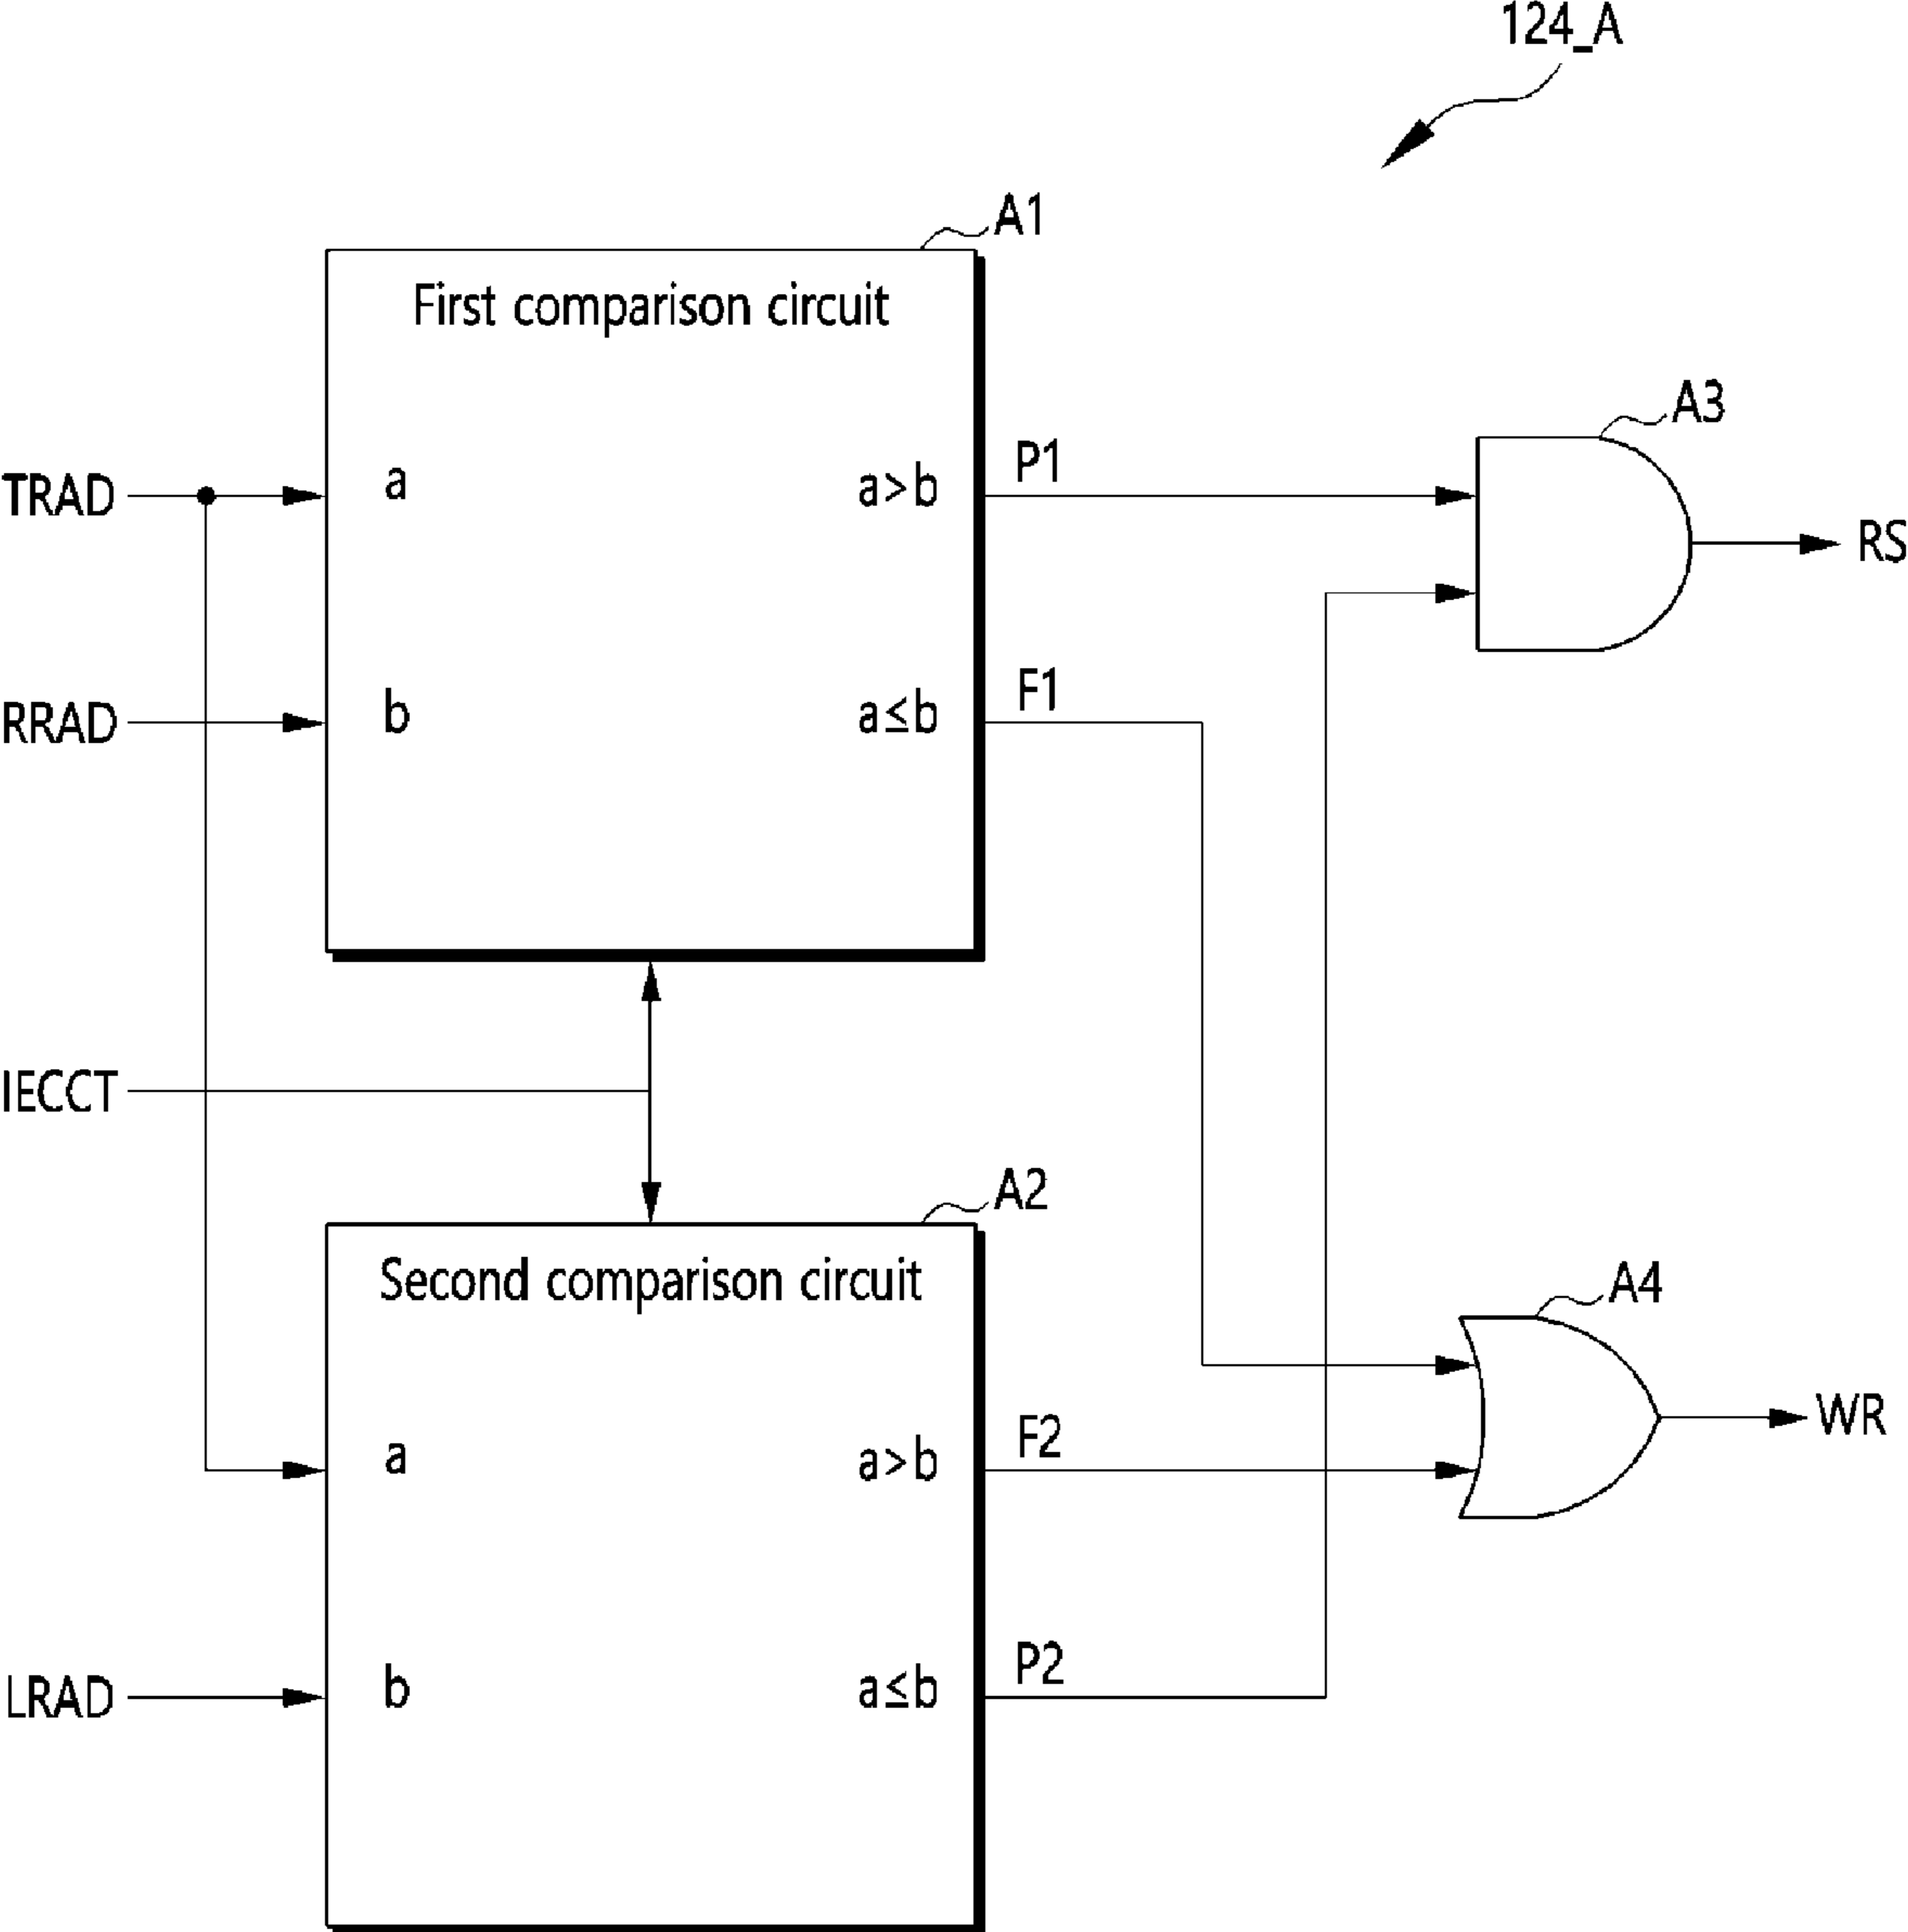 124_A
A1
First comparison circuit
A3
TRAD
a
a>b
P1
RS
RRAD
b
a≤b
F1
IECCT
A2
Second comparison circuit
A4
a
a>b
F2
WR
LRAD
b
a≤b
P2